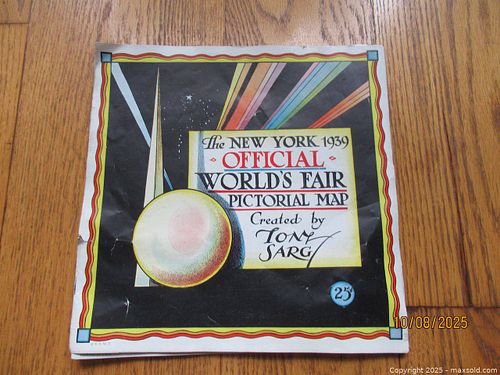 The NEW YORK 1939
OFFICIAL
WORLD'S FAIR
PICTORIAL MAP
Created by
TONY
SARG
25¢
10/08/2025
Copyright 2025 - maxsold.com